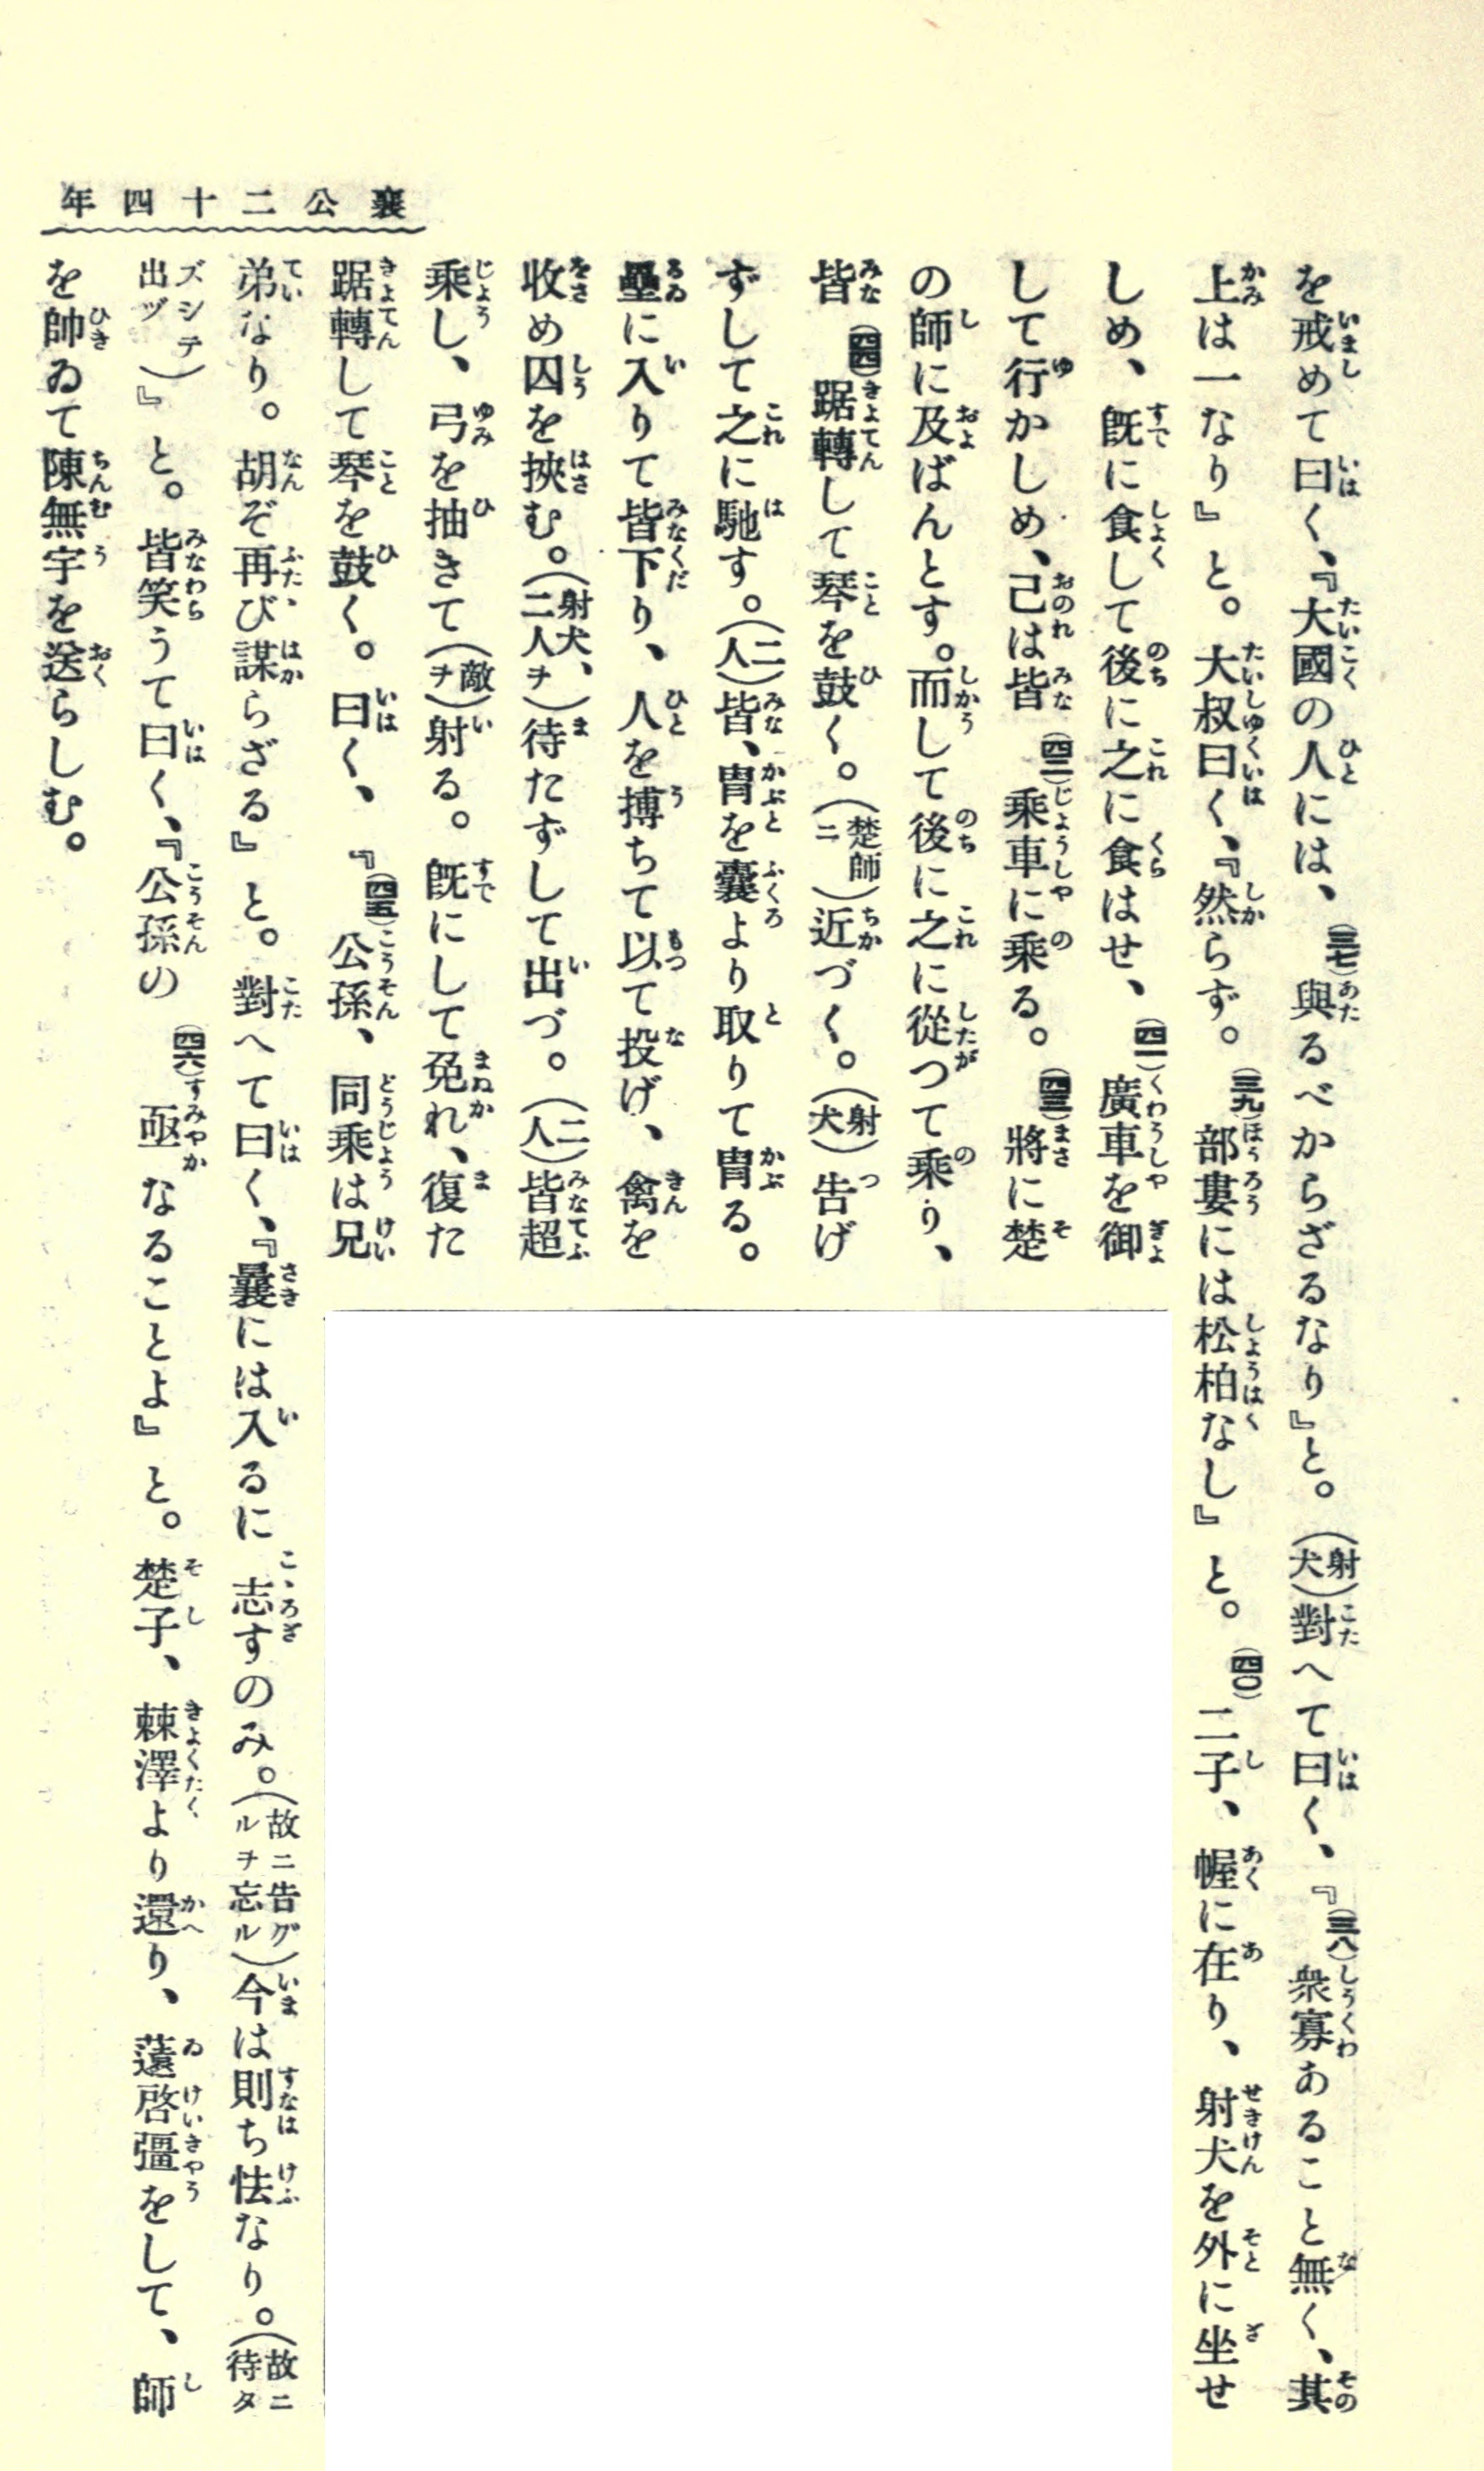 襄公二十四年
を戒めて曰く、『大國の人には、(三七)與るべからざるなり』と。(射犬)對へて曰く、『(三八)衆寡あること無く、其
上は一なり』と。大叔曰く、『然らず。(三九)部婁には松柏なし』と。(四〇)二子、幄に在り、射犬を外に坐せ
しめ、既に食して後に之に食はせ、(四一)廣車を御
して行かしめ、己は皆(四二)乘車に乘る。(四三)將に楚
の師に及ばんとす。而して後に之に從つて乘り、
皆(四四)踞轉して琴を鼓く。(楚師ニ)近づく。(射犬)告げ
ずして之に馳す。(二人)皆、冑を囊より取りて冑る。
壘に入りて皆下り、人を搏ちて以て投げ、禽を
收め囚を挾む。(射犬、二人ヲ)待たずして出づ。(二人)皆超
乘し、弓を抽きて(敵ヲ)射る。既にして免れ、復た
踞轉して琴を鼓く。曰く、『(四五)公孫、同乘は兄
弟なり。胡ぞ再び謀らざる』と。對へて曰く、『曩には入るに志すのみ。(故ニ告グルヲ忘ル)今は則ち怯なり。(故ニ待タ
ズシテ出ヅ)』と。皆笑うて曰く、『公孫の(四六)亟なることよ』と。楚子、棘澤より還り、薳啓彊をして、師
を帥ゐて陳無宇を送らしむ。